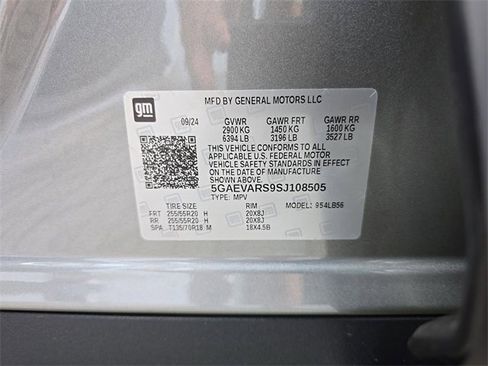 gm
MFD BY GENERAL MOTORS LLC
09/24 GVWR GAWR FRT GAWR RR
2900 KG 1450 KG 1600 KG
6394 LB 3196 LB 3527 LB
THIS VEHICLE CONFORMS TO ALL
APPLICABLE U.S. FEDERAL MOTOR
VEHICLE SAFETY STANDARDS IN EFFECT
ON THE DATE OF MANUFACTURE
SHOWN ABOVE.
5GAEVARS9SJ108505
TYPE: MPV
TIRE SIZE RIM MODEL: 954LB56
FRT 255/55R20 H 20X8J
RR 255/55R20 H 20X8J
SPA T135/70R18 M 18X4.5B